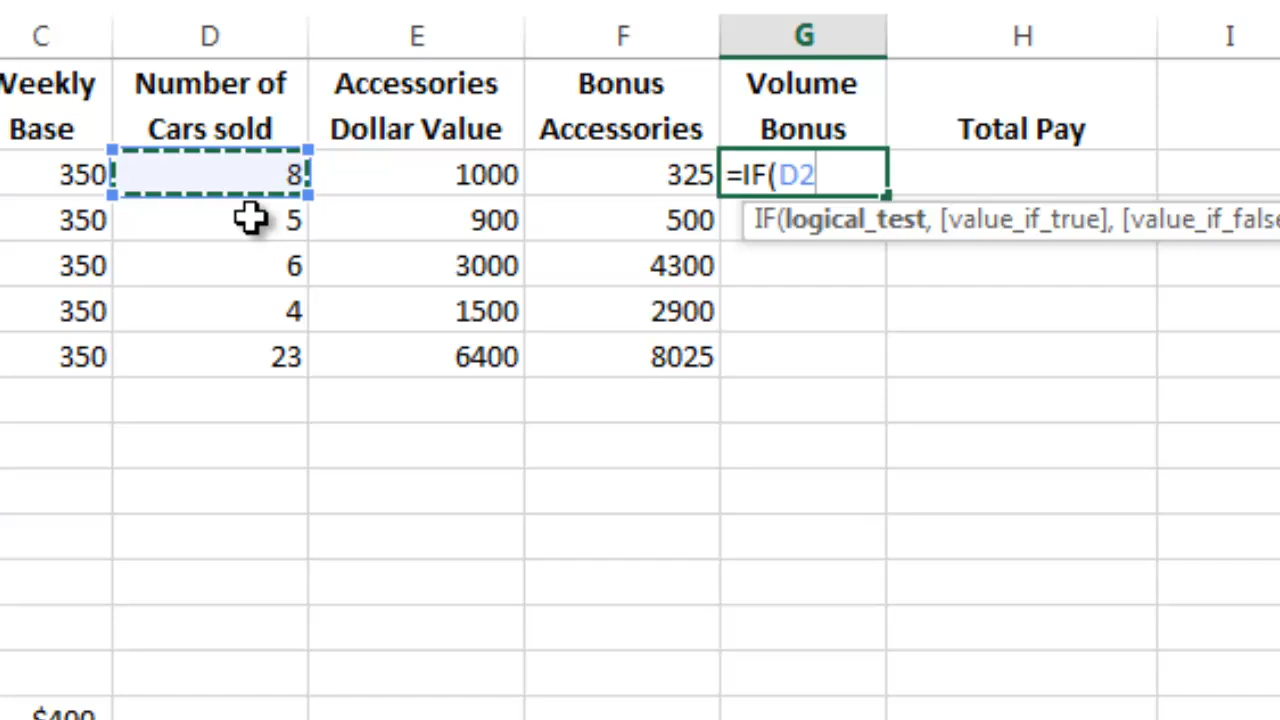 C D E F G H I
Weekly Number of Accessories Bonus Volume
Base Cars sold Dollar Value Accessories Bonus Total Pay
350 8 1000 325 =IF(D2
350 5 900 500 IF(logical_test, [value_if_true], [value_if_false
350 6 3000 4300
350 4 1500 2900
350 23 6400 8025
$400